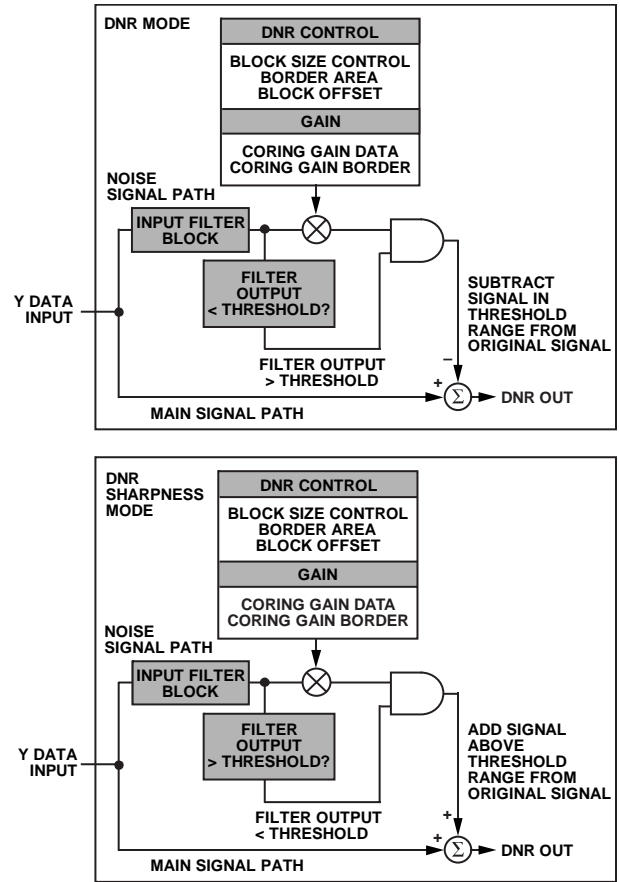 DNR MODE
DNR CONTROL
BLOCK SIZE CONTROL
BORDER AREA
BLOCK OFFSET
GAIN
CORING GAIN DATA
CORING GAIN BORDER
NOISE
SIGNAL PATH
INPUT FILTER
BLOCK
FILTER
OUTPUT
< THRESHOLD?
Y DATA
INPUT
SUBTRACT
SIGNAL IN
THRESHOLD
RANGE FROM
ORIGINAL SIGNAL
FILTER OUTPUT
> THRESHOLD
−
+
Σ
DNR OUT
MAIN SIGNAL PATH
DNR
SHARPNESS
MODE
DNR CONTROL
BLOCK SIZE CONTROL
BORDER AREA
BLOCK OFFSET
GAIN
CORING GAIN DATA
CORING GAIN BORDER
NOISE
SIGNAL PATH
INPUT FILTER
BLOCK
FILTER
OUTPUT
> THRESHOLD?
Y DATA
INPUT
ADD SIGNAL
ABOVE
THRESHOLD
RANGE FROM
ORIGINAL SIGNAL
FILTER OUTPUT
< THRESHOLD
+
+
Σ
DNR OUT
MAIN SIGNAL PATH